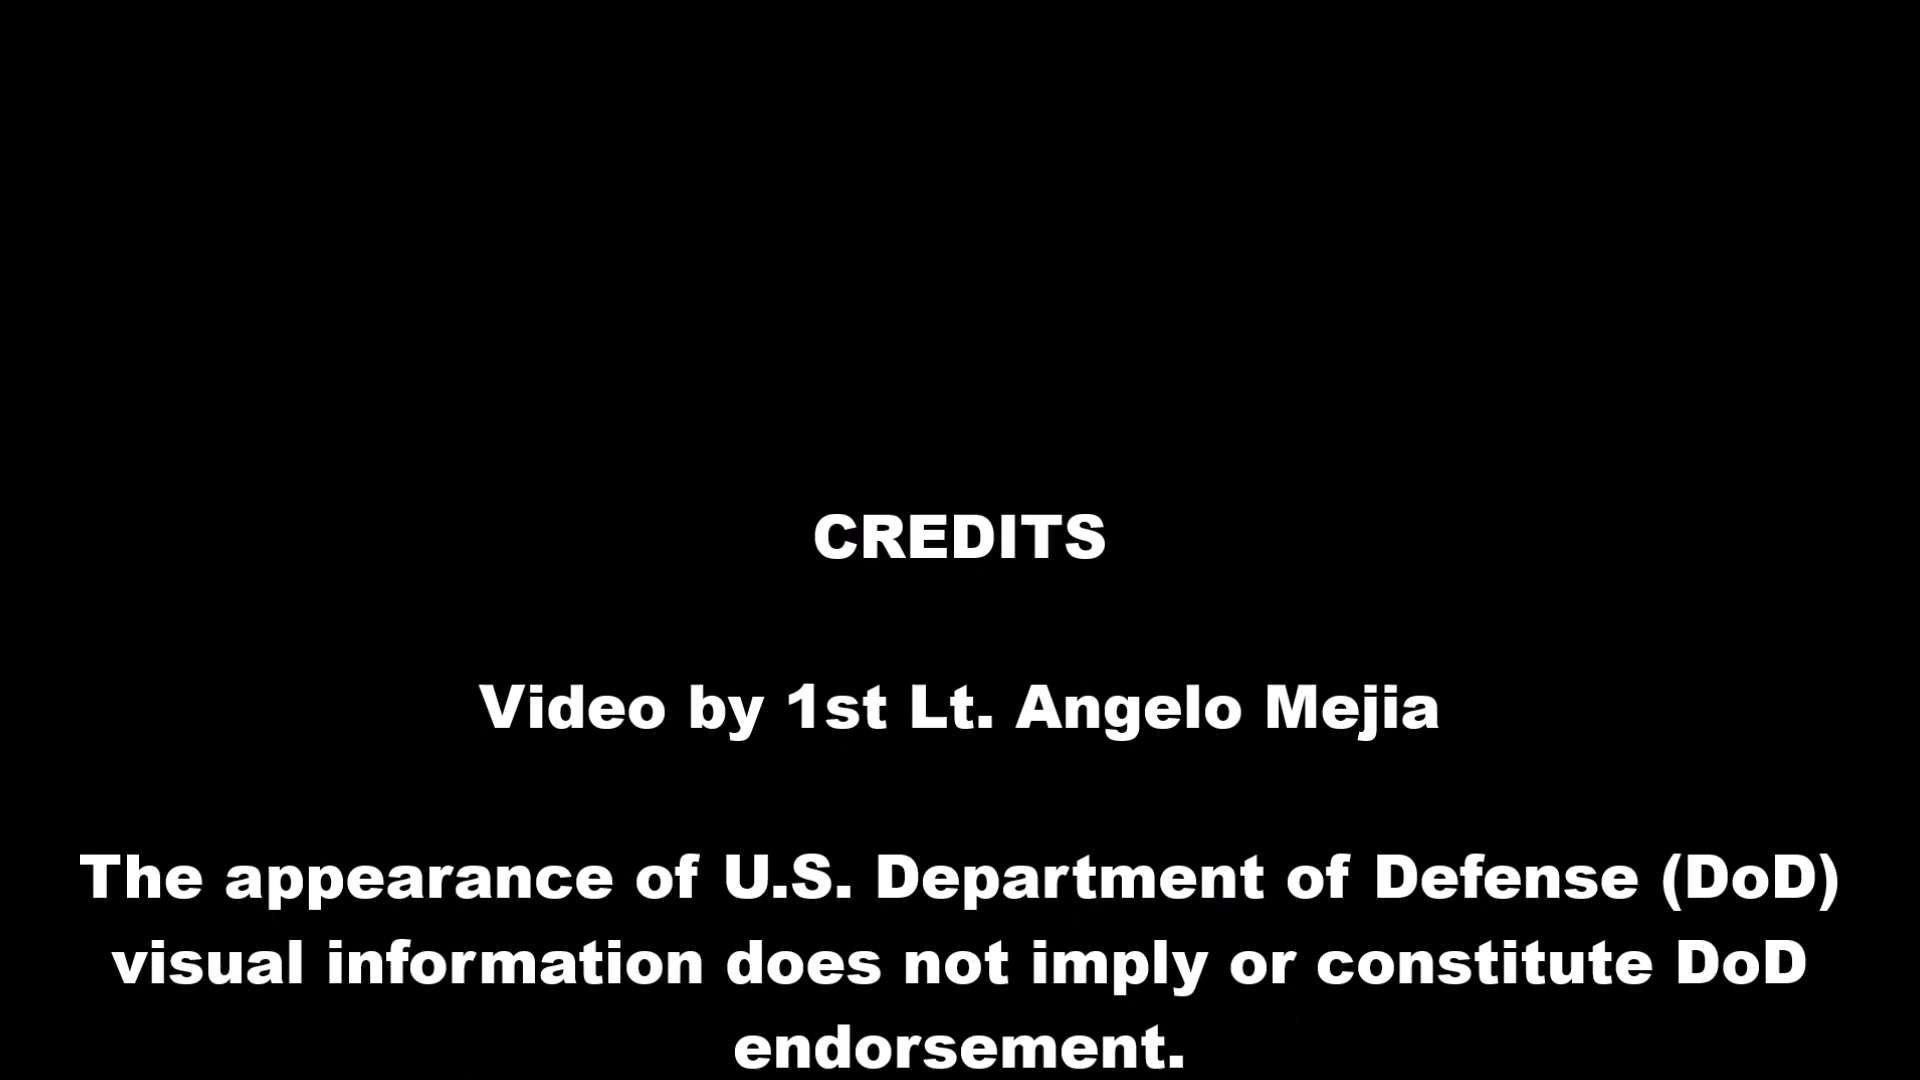 CREDITS
Video by 1st Lt. Angelo Mejia
The appearance of U.S. Department of Defense (DoD)
visual information does not imply or constitute DoD
endorsement.